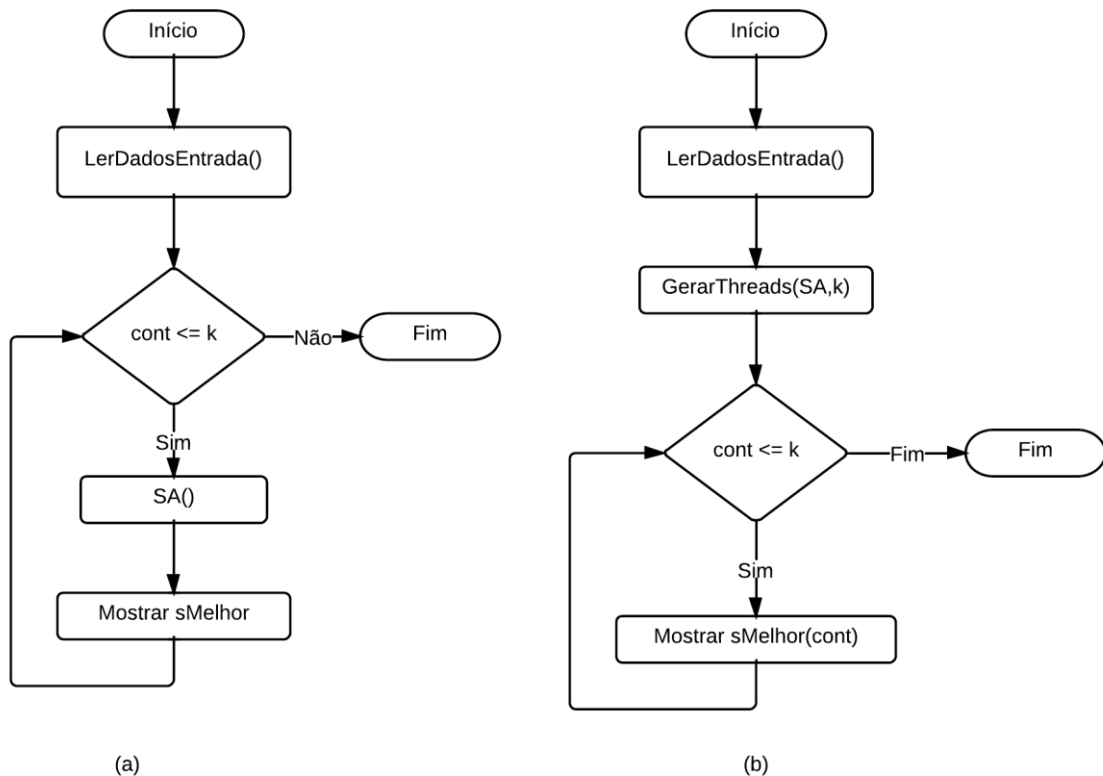 Início
LerDadosEntrada()
cont <= k
Não
Fim
Sim
SA()
Mostrar sMelhor
(a)
Início
LerDadosEntrada()
GerarThreads(SA,k)
cont <= k
Fim
Fim
Sim
Mostrar sMelhor(cont)
(b)